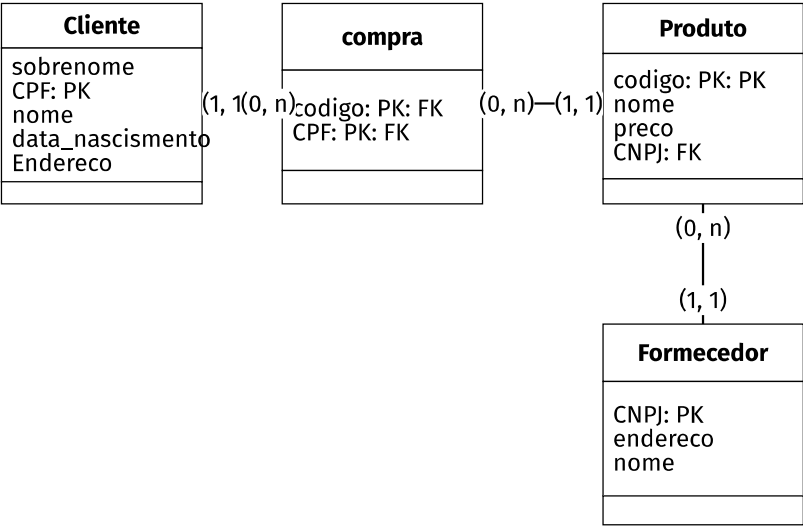 Cliente
sobrenome
CPF: PK
nome
data_nascismento
Endereco
(1, 1
(0, n)
compra
codigo: PK: FK
CPF: PK: FK
(0, n)
(1, 1)
Produto
codigo: PK: PK
nome
preco
CNPJ: FK
(0, n)
(1, 1)
Formecedor
CNPJ: PK
endereco
nome